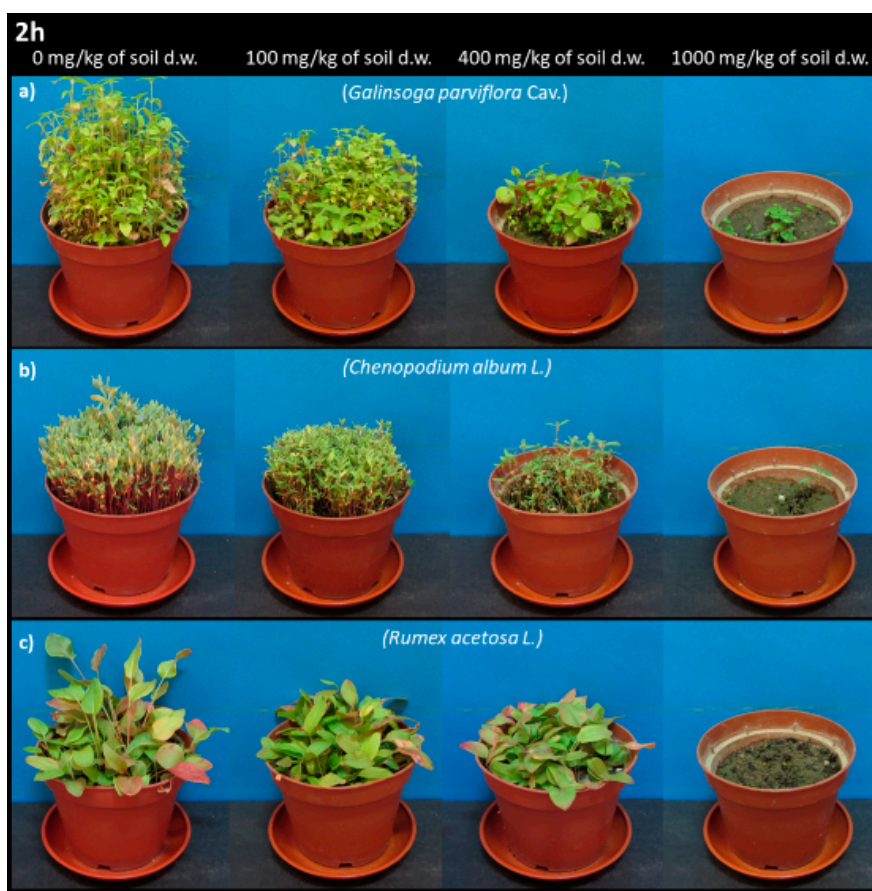 2h
0 mg/kg of soil d.w. 100 mg/kg of soil d.w. 400 mg/kg of soil d.w. 1000 mg/kg of soil d.w.
a) (Galinsoga parviflora Cav.)
b) (Chenopodium album L.)
c) (Rumex acetosa L.)